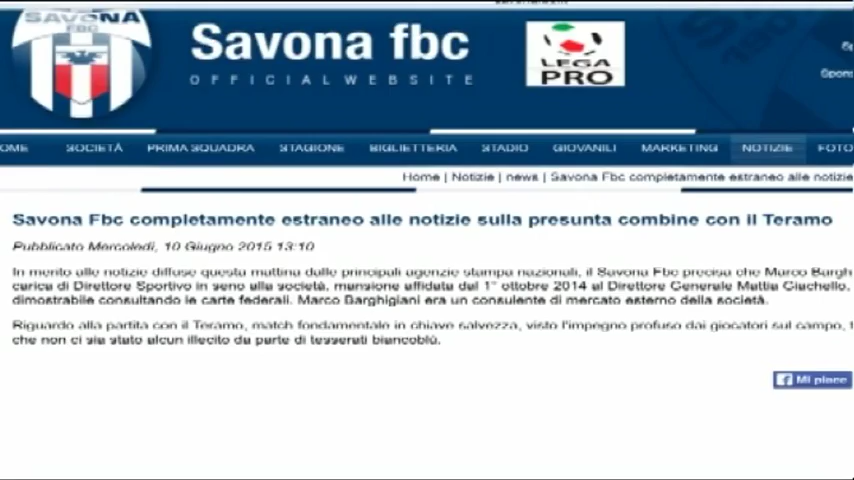 SAVONA
FBC
Savona fbc
OFFICIAL WEBSITE
LEGA
PRO
Spons
OME SOCIETÀ PRIMA SQUADRA STAGIONE BIGLIETTERIA STADIO GIOVANILI MARKETING NOTIZIE FOTO
Home | Notizie | news | Savona Fbc completamente estraneo alle notizie
Savona Fbc completamente estraneo alle notizie sulla presunta combine con il Teramo
Pubblicato Mercoledì, 10 Giugno 2015 13:10
In merito alle notizie diffuse questa mattina dalle principali agenzie stampa nazionali, il Savona Fbc precisa che Marco Bargh
carica di Direttore Sportivo in seno alla società, mansione affidata dal 1° ottobre 2014 al Direttore Generale Mattia Giachello,
dimostrabile consultando le carte federali. Marco Barghigiani era un consulente di mercato esterno della società.
Riguardo alla partita con il Teramo, match fondamentale in chiave salvezza, visto l'impegno profuso dai giocatori sul campo,
che non ci sia stato alcun illecito da parte di tesserati biancoblù.
Mi piace